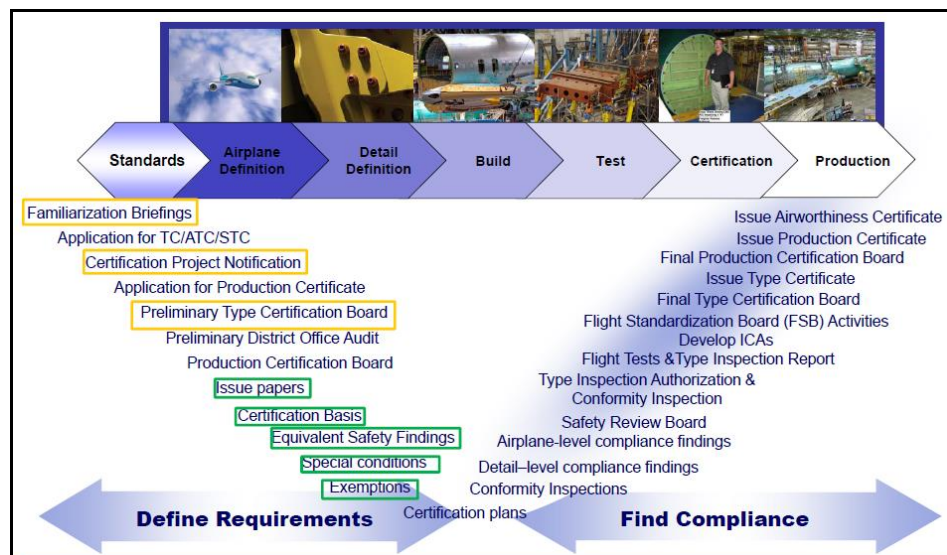 Standards
Airplane
Definition
Detail
Definition
Build
Test
Certification
Production
Familiarization Briefings
Application for TC/ATC/STC
Certification Project Notification
Application for Production Certificate
Preliminary Type Certification Board
Preliminary District Office Audit
Production Certification Board
Issue papers
Certification Basis
Equivalent Safety Findings
Special conditions
Exemptions
Certification plans
Issue Airworthiness Certificate
Issue Production Certificate
Final Production Certification Board
Issue Type Certificate
Final Type Certification Board
Flight Standardization Board (FSB) Activities
Develop ICAs
Flight Tests &Type Inspection Report
Type Inspection Authorization &
Conformity Inspection
Safety Review Board
Airplane-level compliance findings
Detail–level compliance findings
Conformity Inspections
Define Requirements
Find Compliance